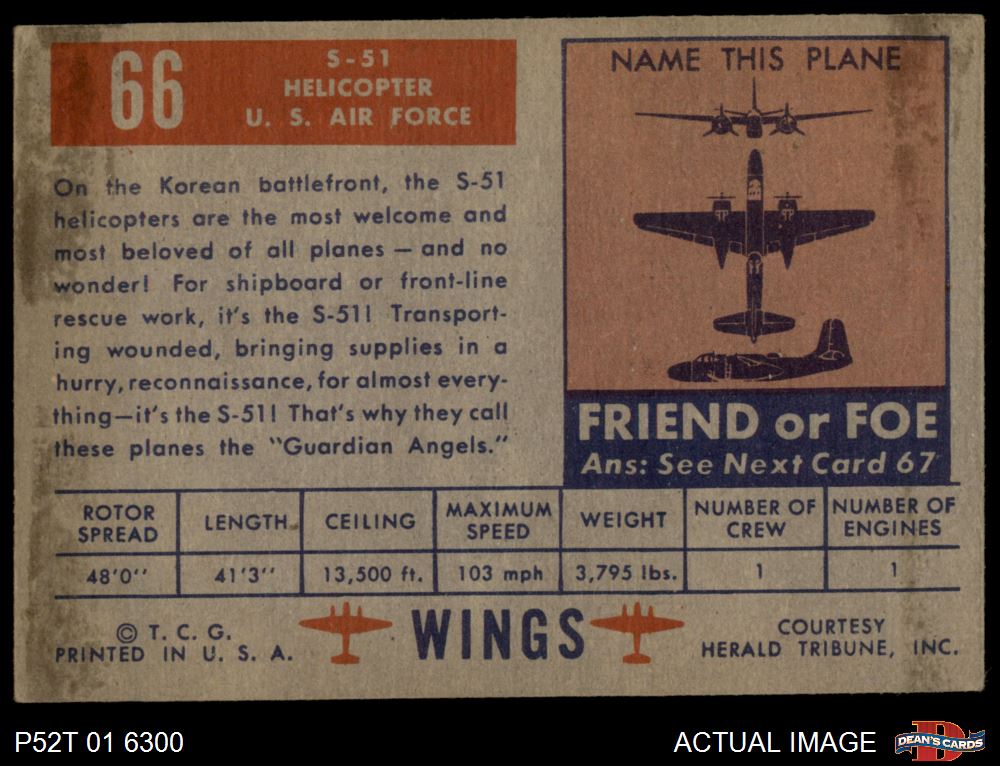 66
S-51
HELICOPTER
U. S. AIR FORCE
On the Korean battlefront, the S-51
helicopters are the most welcome and
most beloved of all planes — and no
wonder! For shipboard or front-line
rescue work, it's the S-51! Transport-
ing wounded, bringing supplies in a
hurry, reconnaissance, for almost every-
thing—it's the S-51! That's why they call
these planes the "Guardian Angels."
NAME THIS PLANE
FRIEND or FOE
Ans: See Next Card 67
ROTOR SPREAD LENGTH CEILING MAXIMUM SPEED WEIGHT NUMBER OF CREW NUMBER OF ENGINES
48'0'' 41'3'' 13,500 ft. 103 mph 3,795 lbs. 1 1
© T. C. G.
PRINTED IN U. S. A.
WINGS
COURTESY
HERALD TRIBUNE, INC.
P52T 01 6300
ACTUAL IMAGE
DEAN'S CARDS